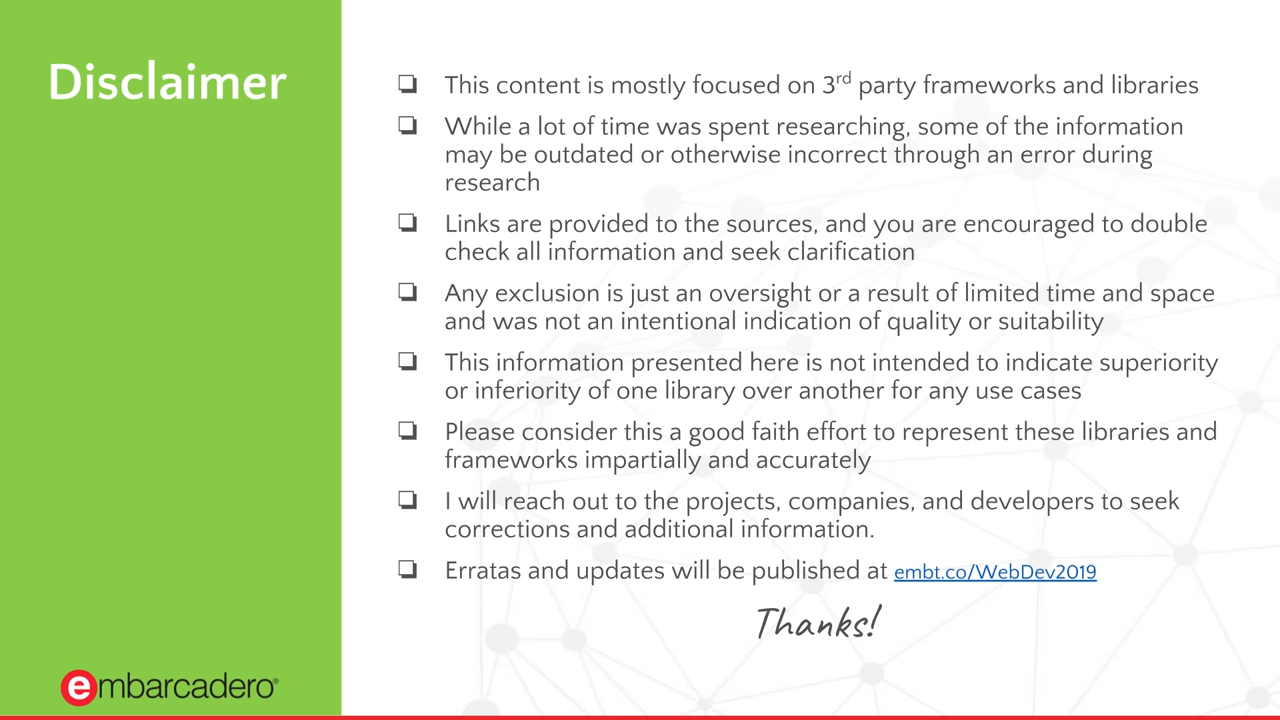 Disclaimer
❏ This content is mostly focused on 3rd party frameworks and libraries
❏ While a lot of time was spent researching, some of the information
may be outdated or otherwise incorrect through an error during
research
❏ Links are provided to the sources, and you are encouraged to double
check all information and seek clarification
❏ Any exclusion is just an oversight or a result of limited time and space
and was not an intentional indication of quality or suitability
❏ This information presented here is not intended to indicate superiority
or inferiority of one library over another for any use cases
❏ Please consider this a good faith effort to represent these libraries and
frameworks impartially and accurately
❏ I will reach out to the projects, companies, and developers to seek
corrections and additional information.
❏ Erratas and updates will be published at embt.co/WebDev2019
Thanks!
embarcadero®